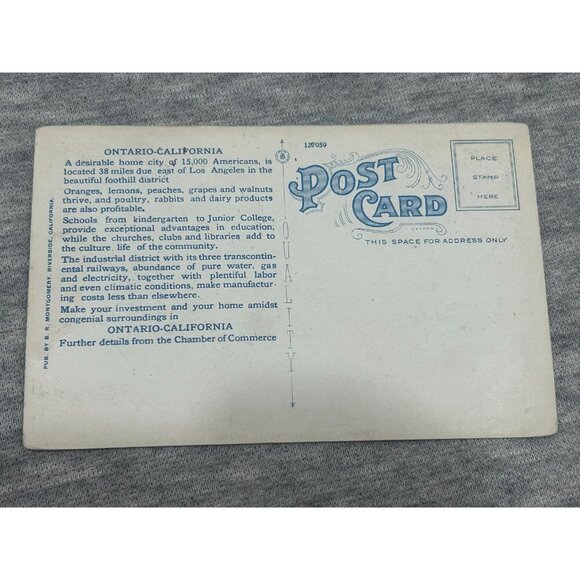 ONTARIO-CALIFORNIA
A desirable home city of 15,000 Americans, is
located 38 miles due east of Los Angeles in the
beautiful foothill district
Oranges, lemons, peaches, grapes and walnuts
thrive, and poultry, rabbits and dairy products
are also profitable.
Schools from kindergarten to Junior College,
provide exceptional advantages in education,
while the churches, clubs and libraries add to
the culture life of the community.
The industrial district with its three transcontin-
ental railways, abundance of pure water, gas
and electricity, together with plentiful labor
and even climatic conditions, make manufactur-
ing costs less than elsewhere.
Make your investment and your home amidst
congenial surroundings in
ONTARIO-CALIFORNIA
Further details from the Chamber of Commerce
PUB. BY B. R. MONTGOMERY. RIVERSIDE, CALIFORNIA.
QUALITY
127059
POST
CARD
THIS SPACE FOR ADDRESS ONLY
PLACE
STAMP
HERE